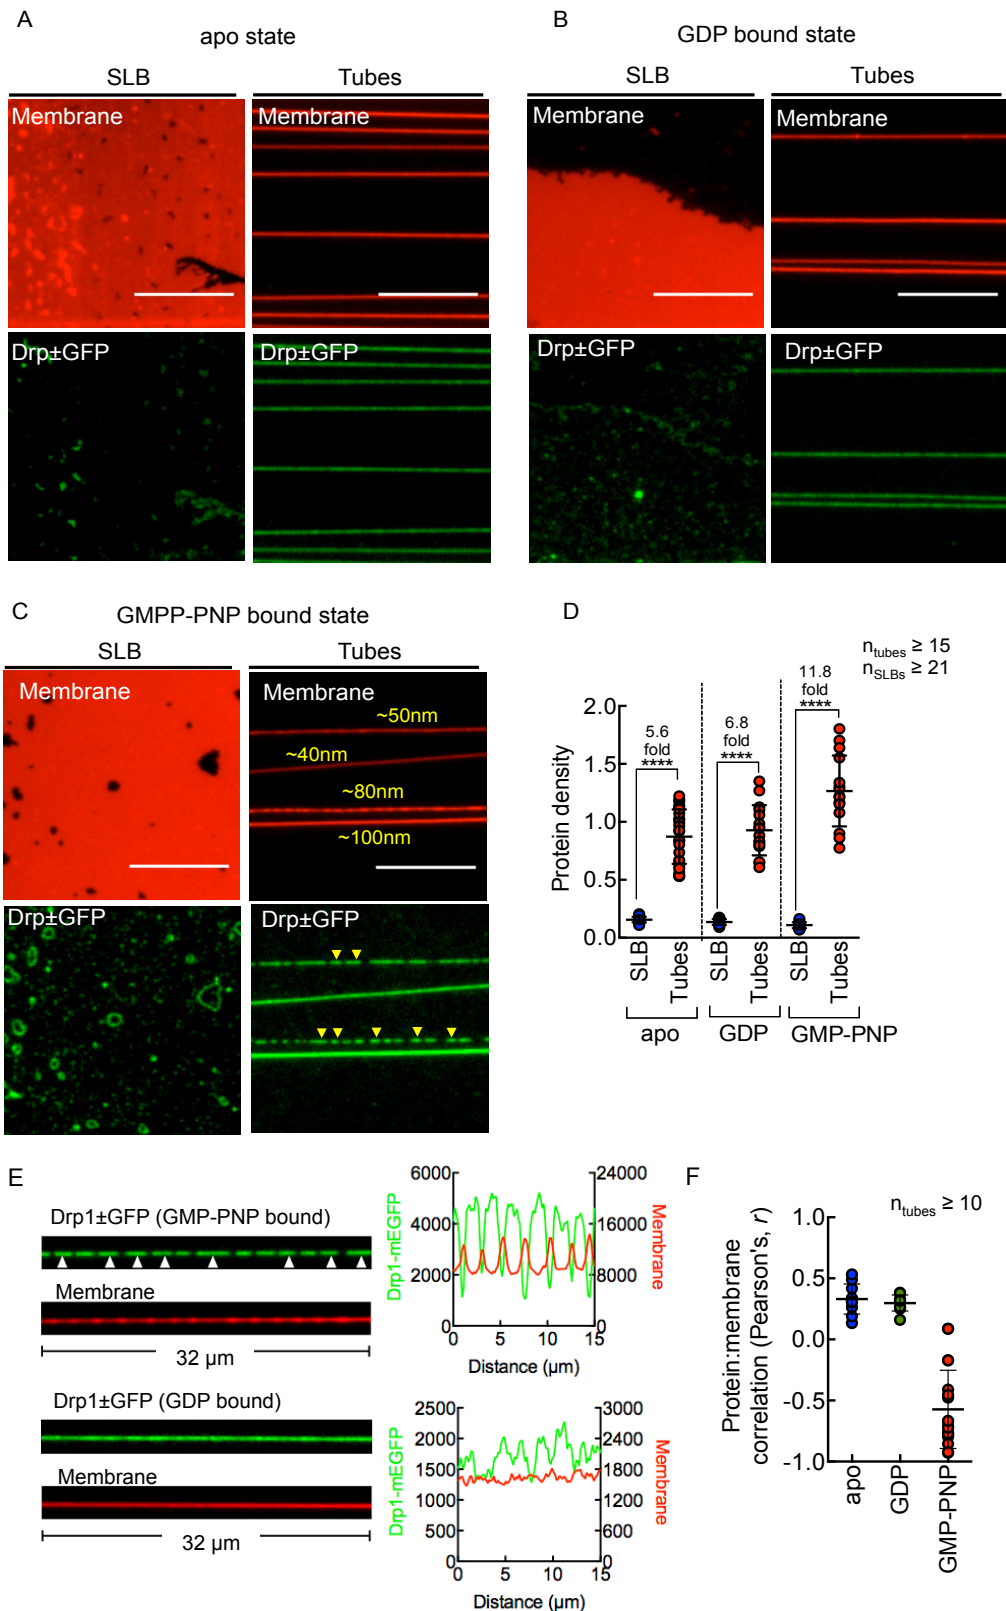 A
apo state
SLB
Tubes
Membrane
Membrane
Drp±GFP
Drp±GFP
B
GDP bound state
SLB
Tubes
Membrane
Membrane
Drp±GFP
Drp±GFP
C
GMPP-PNP bound state
SLB
Tubes
Membrane
Membrane
~50nm
~40nm
~80nm
~100nm
Drp±GFP
Drp±GFP
D
n tubes ≥ 15
n SLBs ≥ 21
11.8
fold
****
5.6
fold
****
6.8
fold
****
Protein density
2.0
1.5
1.0
0.5
0.0
SLB
Tubes
SLB
Tubes
SLB
Tubes
apo
GDP
GMP-PNP
E
Drp1±GFP (GMP-PNP bound)
Membrane
32 µm
Drp1±GFP (GDP bound)
Membrane
32 µm
Drp1-mEGFP
6000
4000
2000
0
24000
16000
8000
0
Membrane
0 5 10 15
Distance (µm)
Drp1-mEGFP
2500
2000
1500
1000
500
0
3000
2400
1800
1200
600
0
Membrane
0 5 10 15
Distance (µm)
F
n tubes ≥ 10
Protein:membrane
correlation (Pearson's, r)
1.0
0.5
0.0
-0.5
-1.0
apo
GDP
GMP-PNP